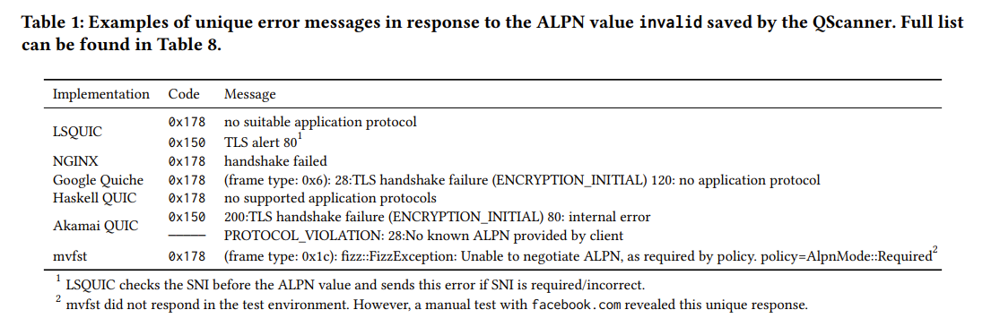 Table 1: Examples of unique error messages in response to the ALPN value invalid saved by the QScanner. Full list
can be found in Table 8.
Implementation Code Message
LSQUIC 0x178 no suitable application protocol
0x150 TLS alert 80¹
NGINX 0x178 handshake failed
Google Quiche 0x178 (frame type: 0x6): 28:TLS handshake failure (ENCRYPTION_INITIAL) 120: no application protocol
Haskell QUIC 0x178 no supported application protocols
Akamai QUIC 0x150 200:TLS handshake failure (ENCRYPTION_INITIAL) 80: internal error
——— PROTOCOL_VIOLATION: 28:No known ALPN provided by client
mvfst 0x178 (frame type: 0x1c): fizz::FizzException: Unable to negotiate ALPN, as required by policy. policy=AlpnMode::Required²
¹ LSQUIC checks the SNI before the ALPN value and sends this error if SNI is required/incorrect.
² mvfst did not respond in the test environment. However, a manual test with facebook.com revealed this unique response.